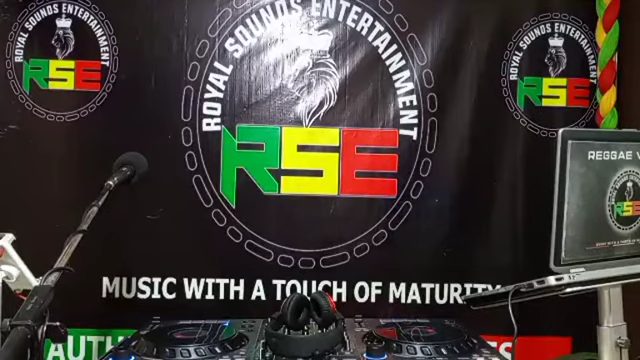 ROYAL SOUNDS ENTERTAINMENT
RSE
ROYAL SOUNDS ENTERTAINMENT
RSE
ROYAL SOUNDS ENTERTAINMENT
RSE
REGGAE V
RSE
MUSIC WITH A TOUCH OF MATURITY
AUTH